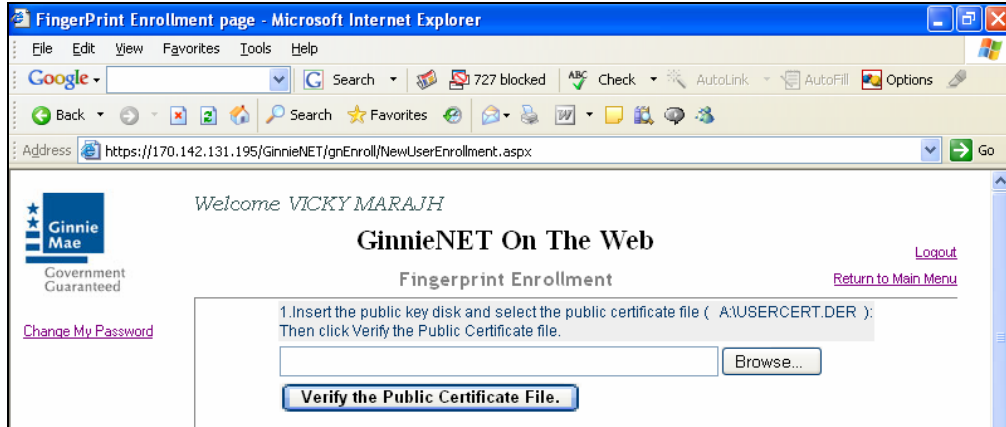 FingerPrint Enrollment page - Microsoft Internet Explorer
File Edit View Favorites Tools Help
Google Search 727 blocked ABC Check AutoLink AutoFill Options
Back Search Favorites W
Address https://170.142.131.195/GinnieNET/gnEnroll/NewUserEnrollment.aspx Go
Welcome VICKY MARAJH
Ginnie
Mae
Government
Guaranteed
GinnieNET On The Web
Logout
Fingerprint Enrollment
Return to Main Menu
Change My Password
1.Insert the public key disk and select the public certificate file ( A:\USERCERT.DER ):
Then click Verify the Public Certificate file.
Browse...
Verify the Public Certificate File.